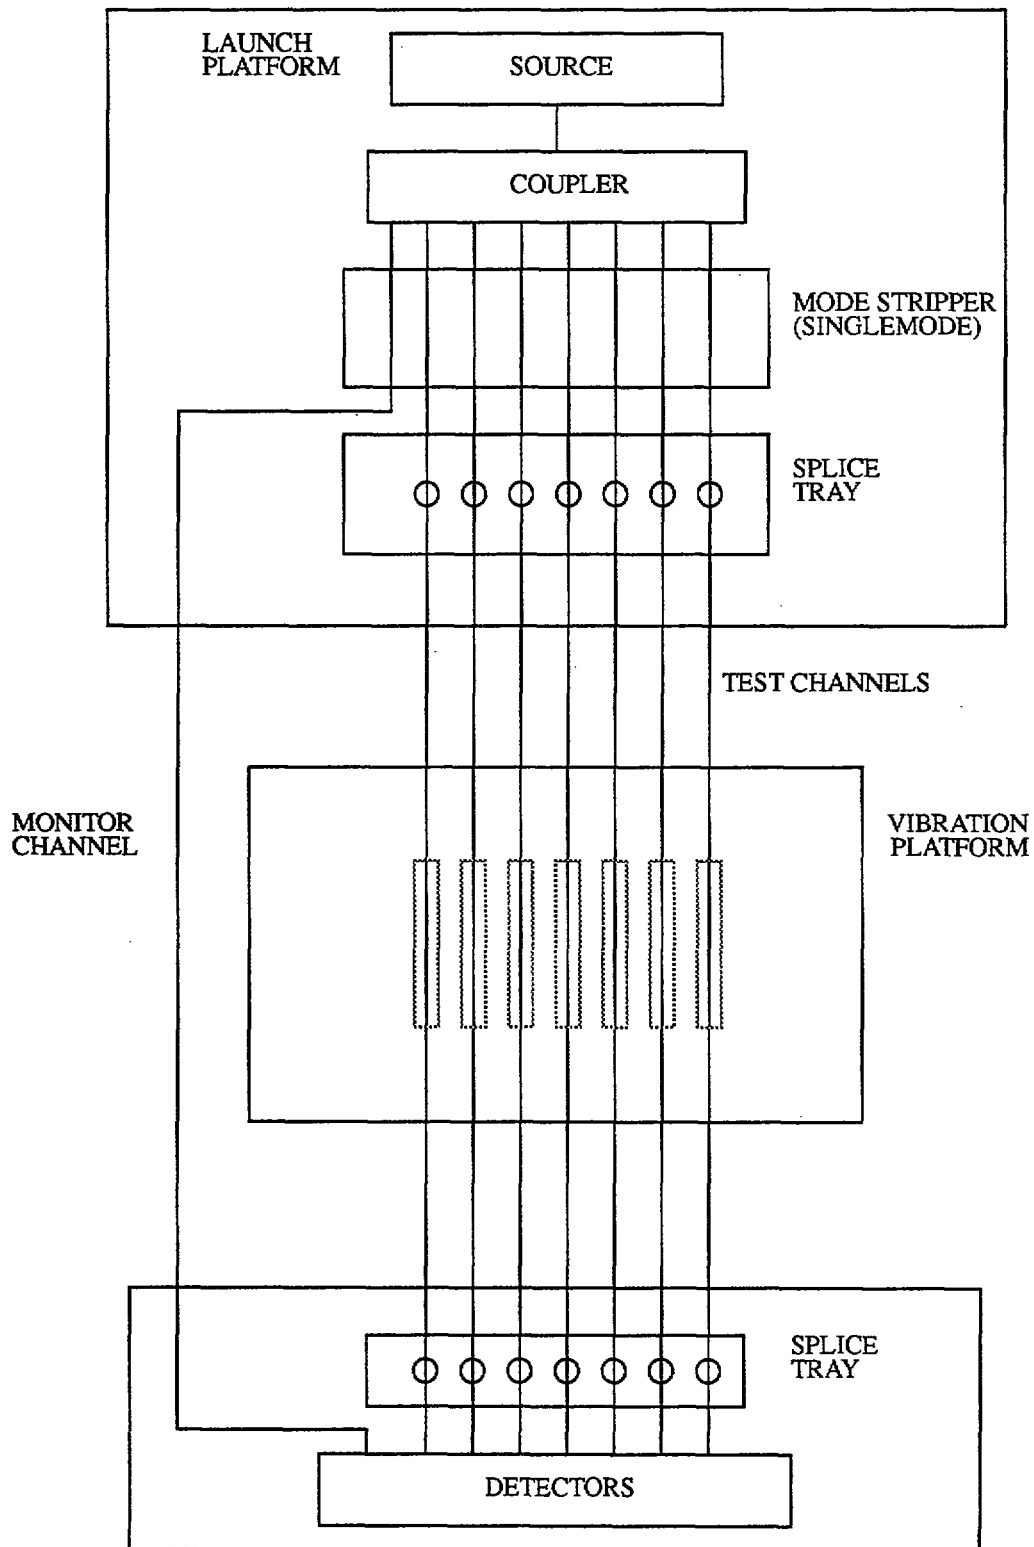 LAUNCH
PLATFORM
SOURCE
COUPLER
MODE STRIPPER
(SINGLEMODE)
SPLICE
TRAY
TEST CHANNELS
MONITOR
CHANNEL
VIBRATION
PLATFORM
SPLICE
TRAY
DETECTORS